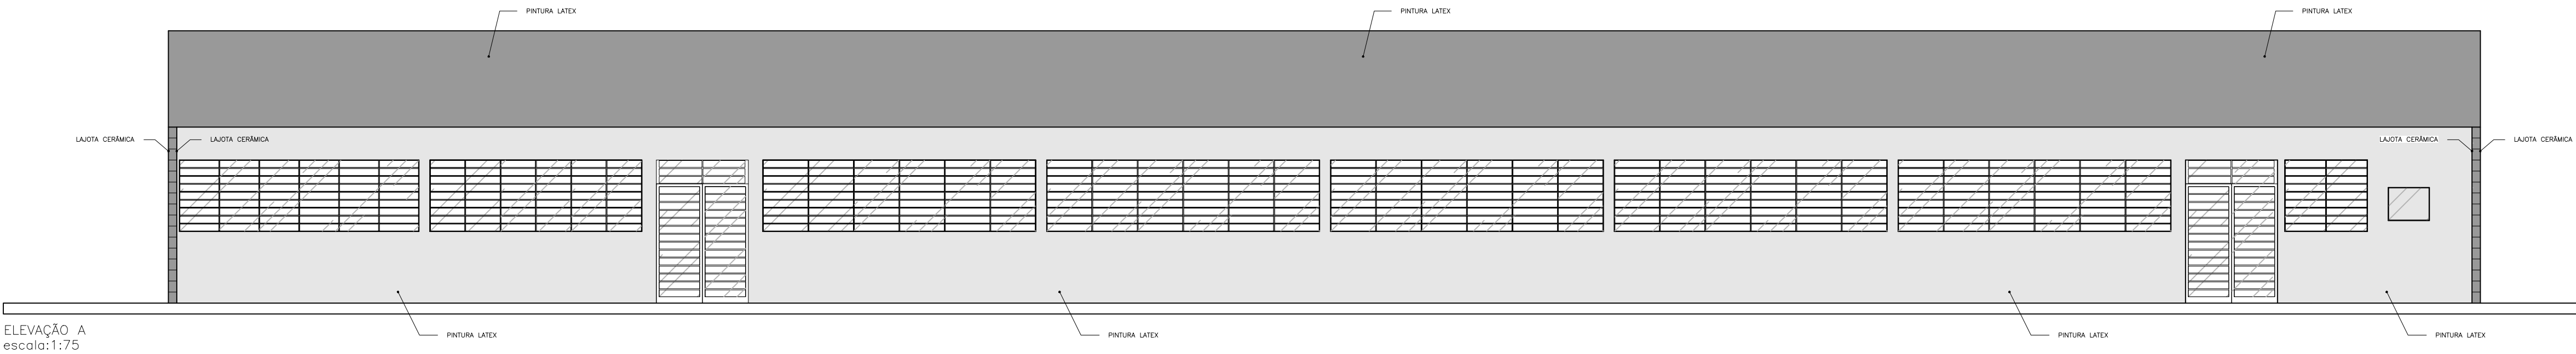 PINTURA LATEX
PINTURA LATEX
PINTURA LATEX
LAJOTA CERÂMICA
LAJOTA CERÂMICA
LAJOTA CERÂMICA
LAJOTA CERÂMICA
PINTURA LATEX
PINTURA LATEX
PINTURA LATEX
PINTURA LATEX
ELEVAÇÃO A
escala:1:75